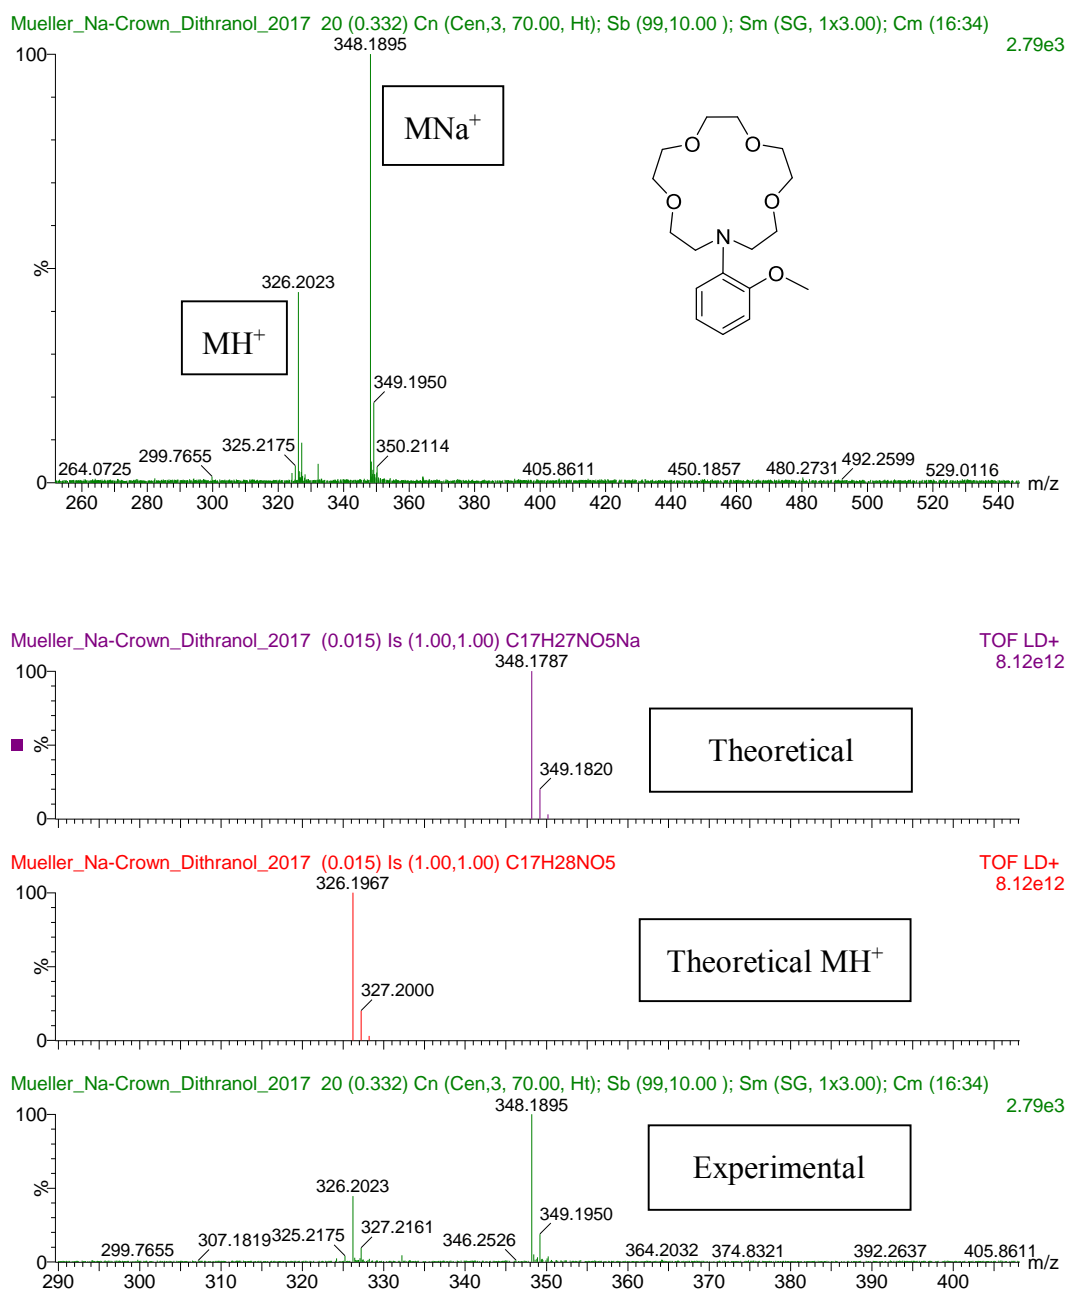 Mueller_Na-Crown_Dithranol_2017 20 (0.332) Cn (Cen,3, 70.00, Ht); Sb (99,10.00 ); Sm (SG, 1x3.00); Cm (16:34)
2.79e3
100
%
0
348.1895
MNa+
326.2023
MH+
349.1950
350.2114
325.2175
299.7655
264.0725
405.8611
450.1857
480.2731
492.2599
529.0116
O O
O O
N
O
m/z
260 280 300 320 340 360 380 400 420 440 460 480 500 520 540
Mueller_Na-Crown_Dithranol_2017 (0.015) Is (1.00,1.00) C17H27NO5Na
TOF LD+
8.12e12
100
%
0
348.1787
349.1820
Theoretical
Mueller_Na-Crown_Dithranol_2017 (0.015) Is (1.00,1.00) C17H28NO5
TOF LD+
8.12e12
100
%
0
326.1967
327.2000
Theoretical MH+
Mueller_Na-Crown_Dithranol_2017 20 (0.332) Cn (Cen,3, 70.00, Ht); Sb (99,10.00 ); Sm (SG, 1x3.00); Cm (16:34)
2.79e3
100
%
0
348.1895
Experimental
326.2023
349.1950
327.2161
325.2175
307.1819
299.7655
346.2526
364.2032
374.8321
392.2637
405.8611
m/z
290 300 310 320 330 340 350 360 370 380 390 400